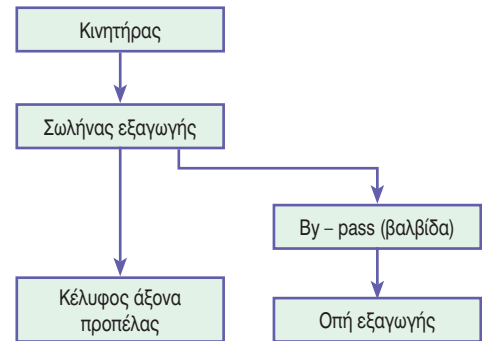 Κινητήρας
Σωλήνας εξαγωγής
By – pass (βαλβίδα)
Κέλυφος άξονα
προπέλας
Οπή εξαγωγής